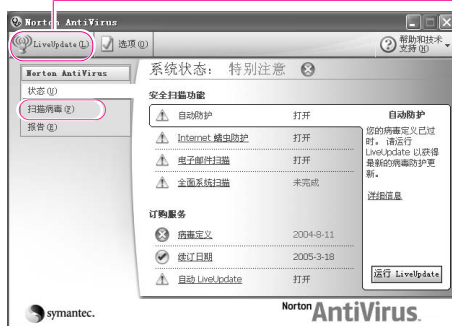 Norton AntiVirus
LiveUpdate(L) 选项(O) 帮助和技术支持(H)
Norton AntiVirus
状态(U)
扫描病毒(P)
报告(E)
系统状态: 特别注意
安全扫描功能
自动防护 打开
Internet 蠕虫防护 打开
电子邮件扫描 打开
全面系统扫描 未完成
订购服务
病毒定义 2004-8-11
续订日期 2005-3-18
自动 LiveUpdate 打开
自动防护
您的病毒定义已过
时。 请运行
LiveUpdate 以获得
最新的病毒防护更
新。
详细信息
运行 LiveUpdate
symantec.
Norton AntiVirus